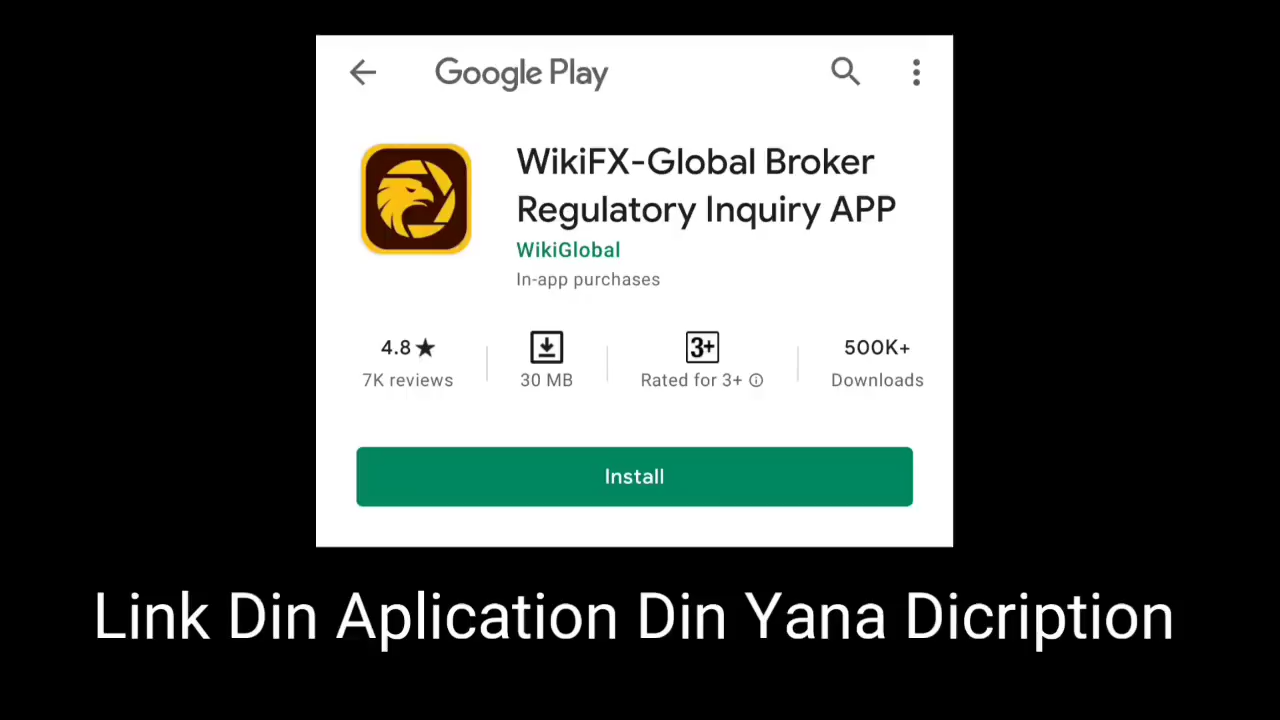 Google Play
WikiFX-Global Broker
Regulatory Inquiry APP
WikiGlobal
In-app purchases
4.8★
7K reviews
30 MB
3+
Rated for 3+
500K+
Downloads
Install
Link Din Aplication Din Yana Dicription